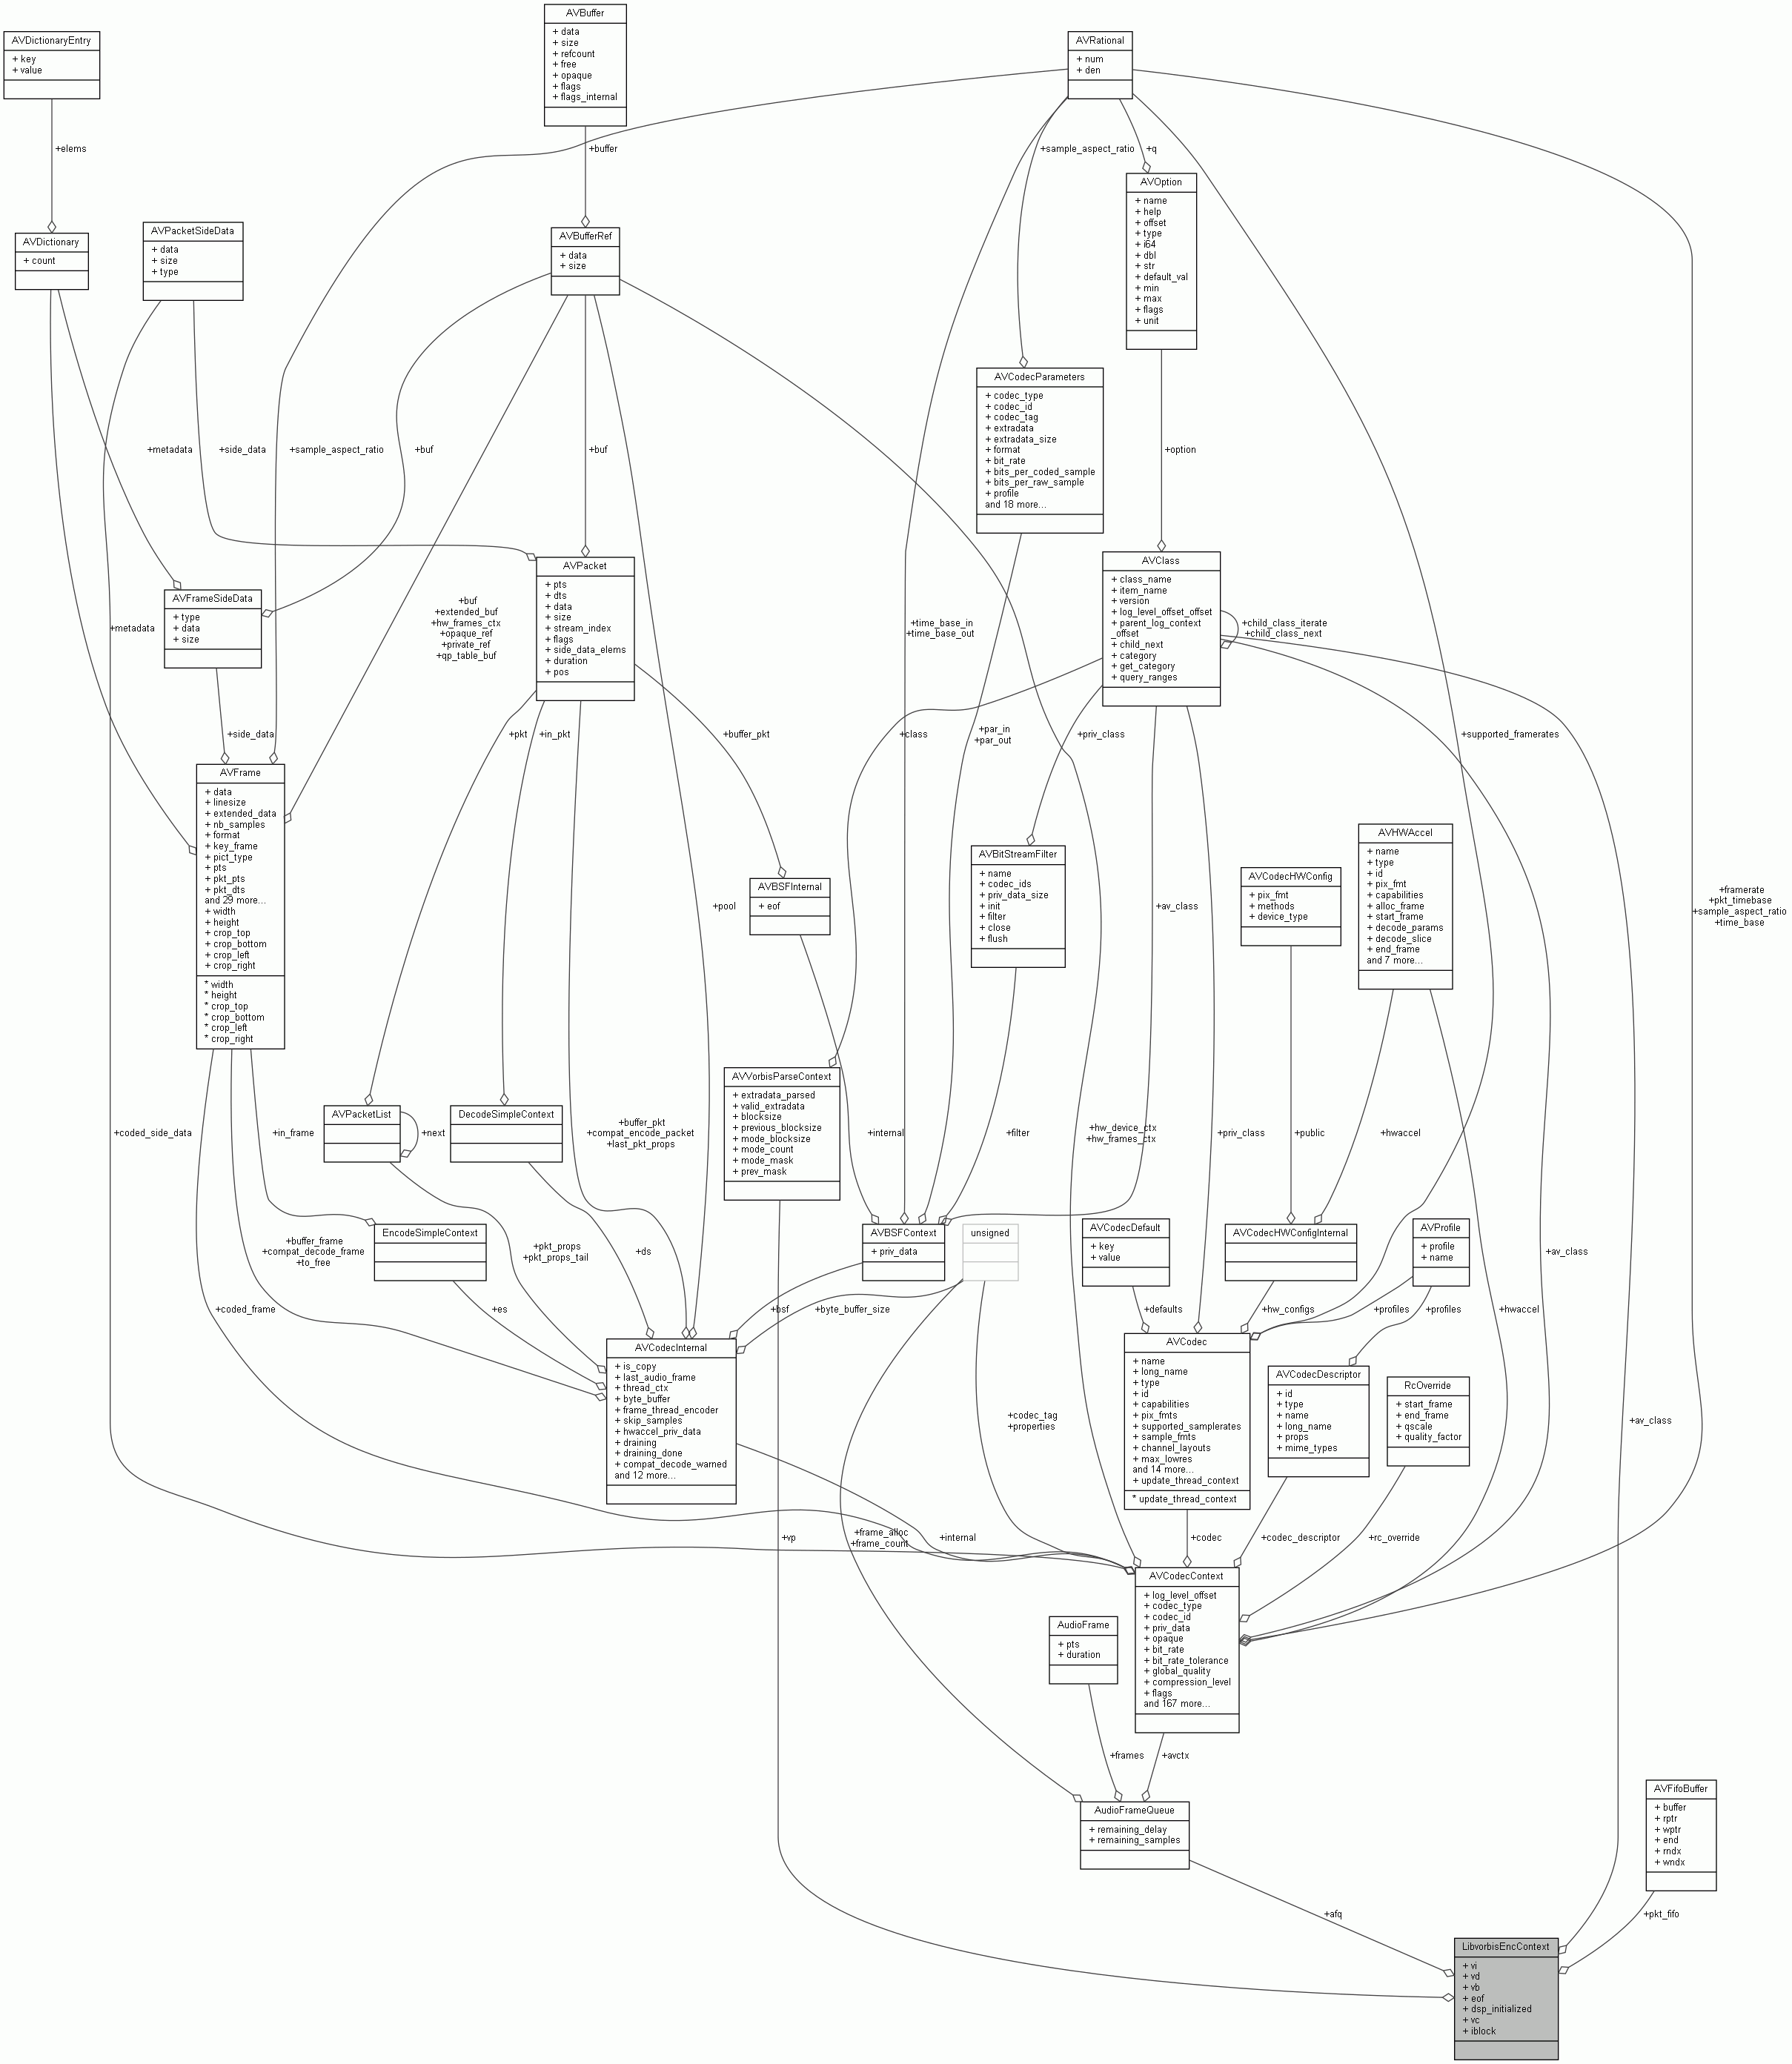 AVBuffer
+ data
+ size
+ refcount
+ free
+ opaque
+ flags
+ flags_internal
AVDictionaryEntry
+ key
+ value
AVRational
+ num
+ den
+elems
+buffer
+sample_aspect_ratio
+q
AVOption
+ name
+ help
+ offset
+ type
+ i64
+ dbl
+ str
+ default_val
+ min
+ max
+ flags
+ unit
AVPacketSideData
+ data
+ size
+ type
AVDictionary
+ count
AVBufferRef
+ data
+ size
AVCodecParameters
+ codec_type
+ codec_id
+ codec_tag
+ extradata
+ extradata_size
+ format
+ bit_rate
+ bits_per_coded_sample
+ bits_per_raw_sample
+ profile
and 18 more...
+metadata
+side_data
+sample_aspect_ratio
+buf
+buf
+option
AVClass
+ class_name
+ item_name
+ version
+ log_level_offset_offset
+ parent_log_context
_offset
+ child_next
+ category
+ get_category
+ query_ranges
+child_class_iterate
+child_class_next
AVPacket
+ pts
+ dts
+ data
+ size
+ stream_index
+ flags
+ side_data_elems
+ duration
+ pos
AVFrameSideData
+ type
+ data
+ size
+metadata
+buf
+extended_buf
+hw_frames_ctx
+opaque_ref
+private_ref
+qp_table_buf
+time_base_in
+time_base_out
+side_data
+pkt
+in_pkt
+buffer_pkt
+class
+par_in
+par_out
+priv_class
+supported_framerates
AVFrame
+ data
+ linesize
+ extended_data
+ nb_samples
+ format
+ key_frame
+ pict_type
+ pts
+ pkt_pts
+ pkt_dts
and 29 more...
+ width
+ height
+ crop_top
+ crop_bottom
+ crop_left
+ crop_right
* width
* height
* crop_top
* crop_bottom
* crop_left
* crop_right
+pool
AVBSFInternal
+ eof
AVBitStreamFilter
+ name
+ codec_ids
+ priv_data_size
+ init
+ filter
+ close
+ flush
+av_class
AVCodecHWConfig
+ pix_fmt
+ methods
+ device_type
AVHWAccel
+ name
+ type
+ id
+ pix_fmt
+ capabilities
+ alloc_frame
+ start_frame
+ decode_params
+ decode_slice
+ end_frame
and 7 more...
+framerate
+pkt_timebase
+sample_aspect_ratio
+time_base
+coded_side_data
+in_frame
AVPacketList
+next
DecodeSimpleContext
+buffer_pkt
+compat_encode_packet
+last_pkt_props
AVVorbisParseContext
+ extradata_parsed
+ valid_extradata
+ blocksize
+ previous_blocksize
+ mode_blocksize
+ mode_count
+ mode_mask
+ prev_mask
+internal
+filter
+hw_device_ctx
+hw_frames_ctx
+priv_class
+public
+hwaccel
+buffer_frame
+compat_decode_frame
+to_free
EncodeSimpleContext
+pkt_props
+pkt_props_tail
+ds
AVBSFContext
+ priv_data
unsigned
AVCodecDefault
+ key
+ value
AVCodecHWConfigInternal
AVProfile
+ profile
+ name
+av_class
+coded_frame
+es
+bsf
+byte_buffer_size
+defaults
+hw_configs
+profiles
+profiles
+hwaccel
AVCodecInternal
+ is_copy
+ last_audio_frame
+ thread_ctx
+ byte_buffer
+ frame_thread_encoder
+ skip_samples
+ hwaccel_priv_data
+ draining
+ draining_done
+ compat_decode_warned
and 12 more...
+codec_tag
+properties
AVCodec
+ name
+ long_name
+ type
+ id
+ capabilities
+ pix_fmts
+ supported_samplerates
+ sample_fmts
+ channel_layouts
+ max_lowres
and 14 more...
+ update_thread_context
* update_thread_context
AVCodecDescriptor
+ id
+ type
+ name
+ long_name
+ props
+ mime_types
RcOverride
+ start_frame
+ end_frame
+ qscale
+ quality_factor
+av_class
+vp
+frame_alloc
+frame_count
+internal
+codec
+codec_descriptor
+rc_override
AVCodecContext
+ log_level_offset
+ codec_type
+ codec_id
+ priv_data
+ opaque
+ bit_rate
+ bit_rate_tolerance
+ global_quality
+ compression_level
+ flags
and 167 more...
AudioFrame
+ pts
+ duration
+frames
+avctx
AudioFrameQueue
+ remaining_delay
+ remaining_samples
AVFifoBuffer
+ buffer
+ rptr
+ wptr
+ end
+ rndx
+ wndx
+afq
+pkt_fifo
LibvorbisEncContext
+ vi
+ vd
+ vb
+ eof
+ dsp_initialized
+ vc
+ iblock